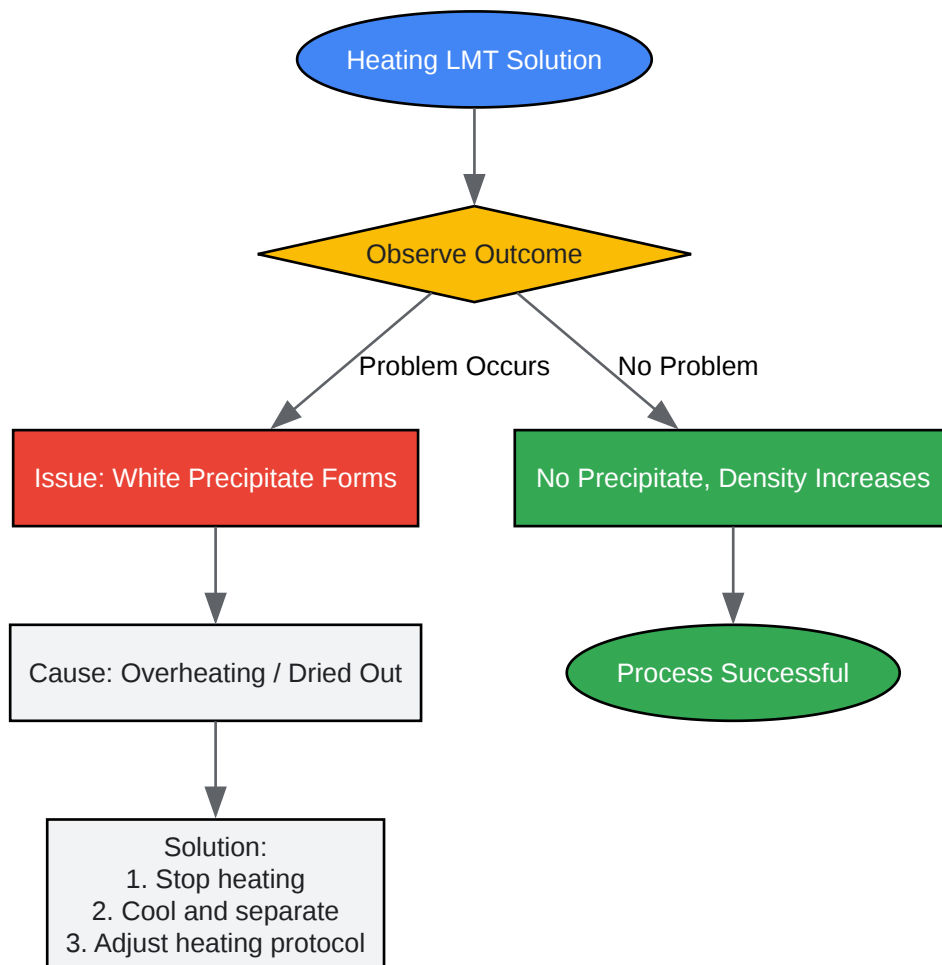 Heating LMT Solution
Observe Outcome
Problem Occurs
No Problem
Issue: White Precipitate Forms
No Precipitate, Density Increases
Cause: Overheating / Dried Out
Process Successful
Solution:
1. Stop heating
2. Cool and separate
3. Adjust heating protocol